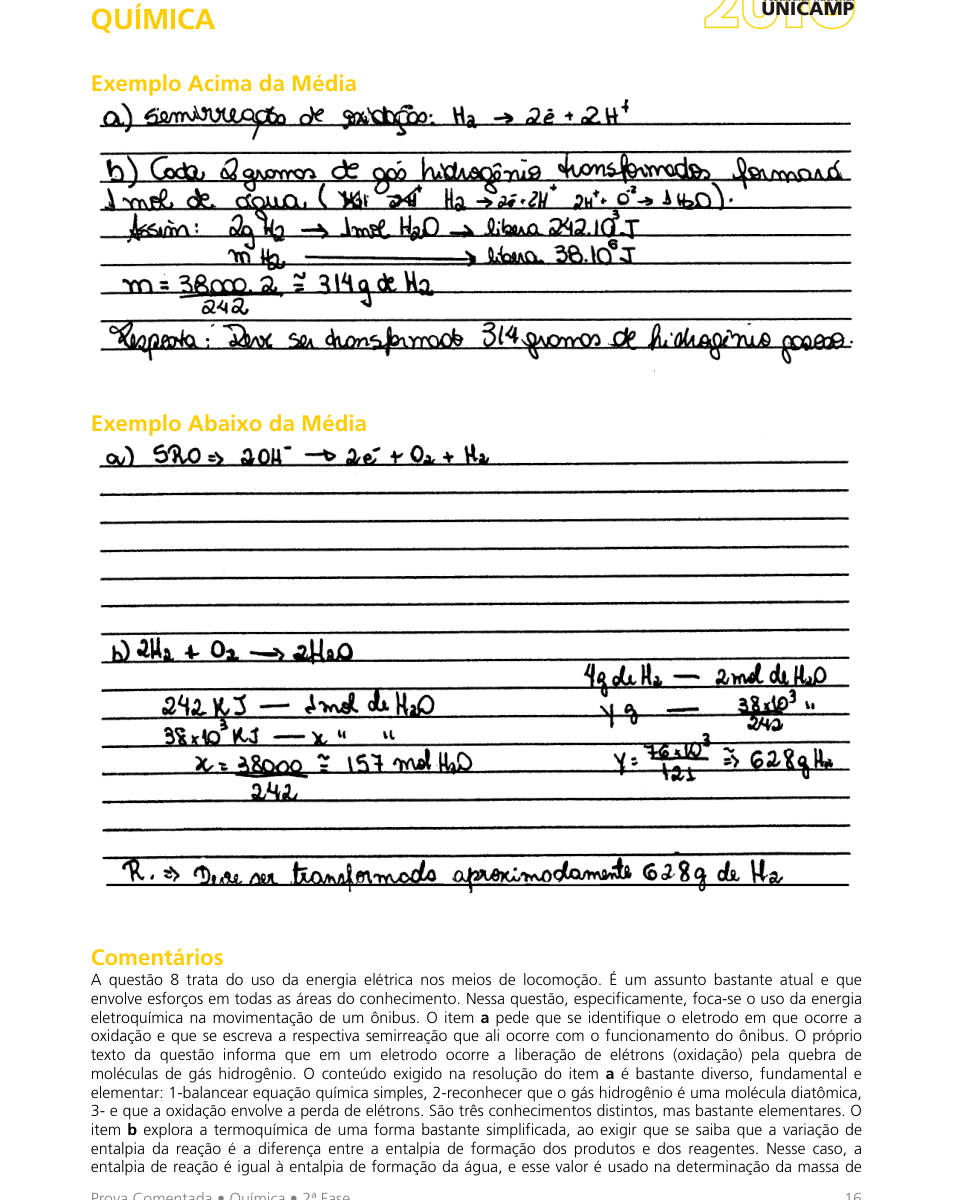 QUÍMICA
UNICAMP
Exemplo Acima da Média
a) Semirreação de oxidação: H₂ → 2e⁻ + 2H⁺
b) Cada 2 gramas de gás hidrogênio transformados formará
1 mol de água ( H₂ → 2e⁻ + 2H⁺ 2H⁺ + O⁻² → 1 H₂O).
Assim: 2g H₂ → 1mol H₂O → libera 242.10³J
m H₂ → libera 38.10⁶J
m = 38000.2 ≅ 314g de H₂
242
Resposta: Deve ser transformado 314 gramas de hidrogênio gasoso.
Exemplo Abaixo da Média
a) SRO ⇒ 2OH⁻ → 2e⁻ + O₂ + H₂
b) 2H₂ + O₂ → 2H₂O
4g de H₂ — 2 mol de H₂O
242 KJ — 1 mol de H₂O
Y g — 38x10³ "
242
38x10³ KJ — x " "
x = 38000 ≅ 157 mol H₂O
242
Y = 76x10³ ≅> 628g H₂
121
R. ⇒ Deve ser transformado aproximadamente 628g de H₂
Comentários
A questão 8 trata do uso da energia elétrica nos meios de locomoção. É um assunto bastante atual e que
envolve esforços em todas as áreas do conhecimento. Nessa questão, especificamente, foca-se o uso da energia
eletroquímica na movimentação de um ônibus. O item a pede que se identifique o eletrodo em que ocorre a
oxidação e que se escreva a respectiva semirreação que ali ocorre com o funcionamento do ônibus. O próprio
texto da questão informa que em um eletrodo ocorre a liberação de elétrons (oxidação) pela quebra de
moléculas de gás hidrogênio. O conteúdo exigido na resolução do item a é bastante diverso, fundamental e
elementar: 1-balancear equação química simples, 2-reconhecer que o gás hidrogênio é uma molécula diatômica,
3- e que a oxidação envolve a perda de elétrons. São três conhecimentos distintos, mas bastante elementares. O
item b explora a termoquímica de uma forma bastante simplificada, ao exigir que se saiba que a variação de
entalpia da reação é a diferença entre a entalpia de formação dos produtos e dos reagentes. Nesse caso, a
entalpia de reação é igual à entalpia de formação da água, e esse valor é usado na determinação da massa de
Prova Comentada • Química • 2ª Fase
16